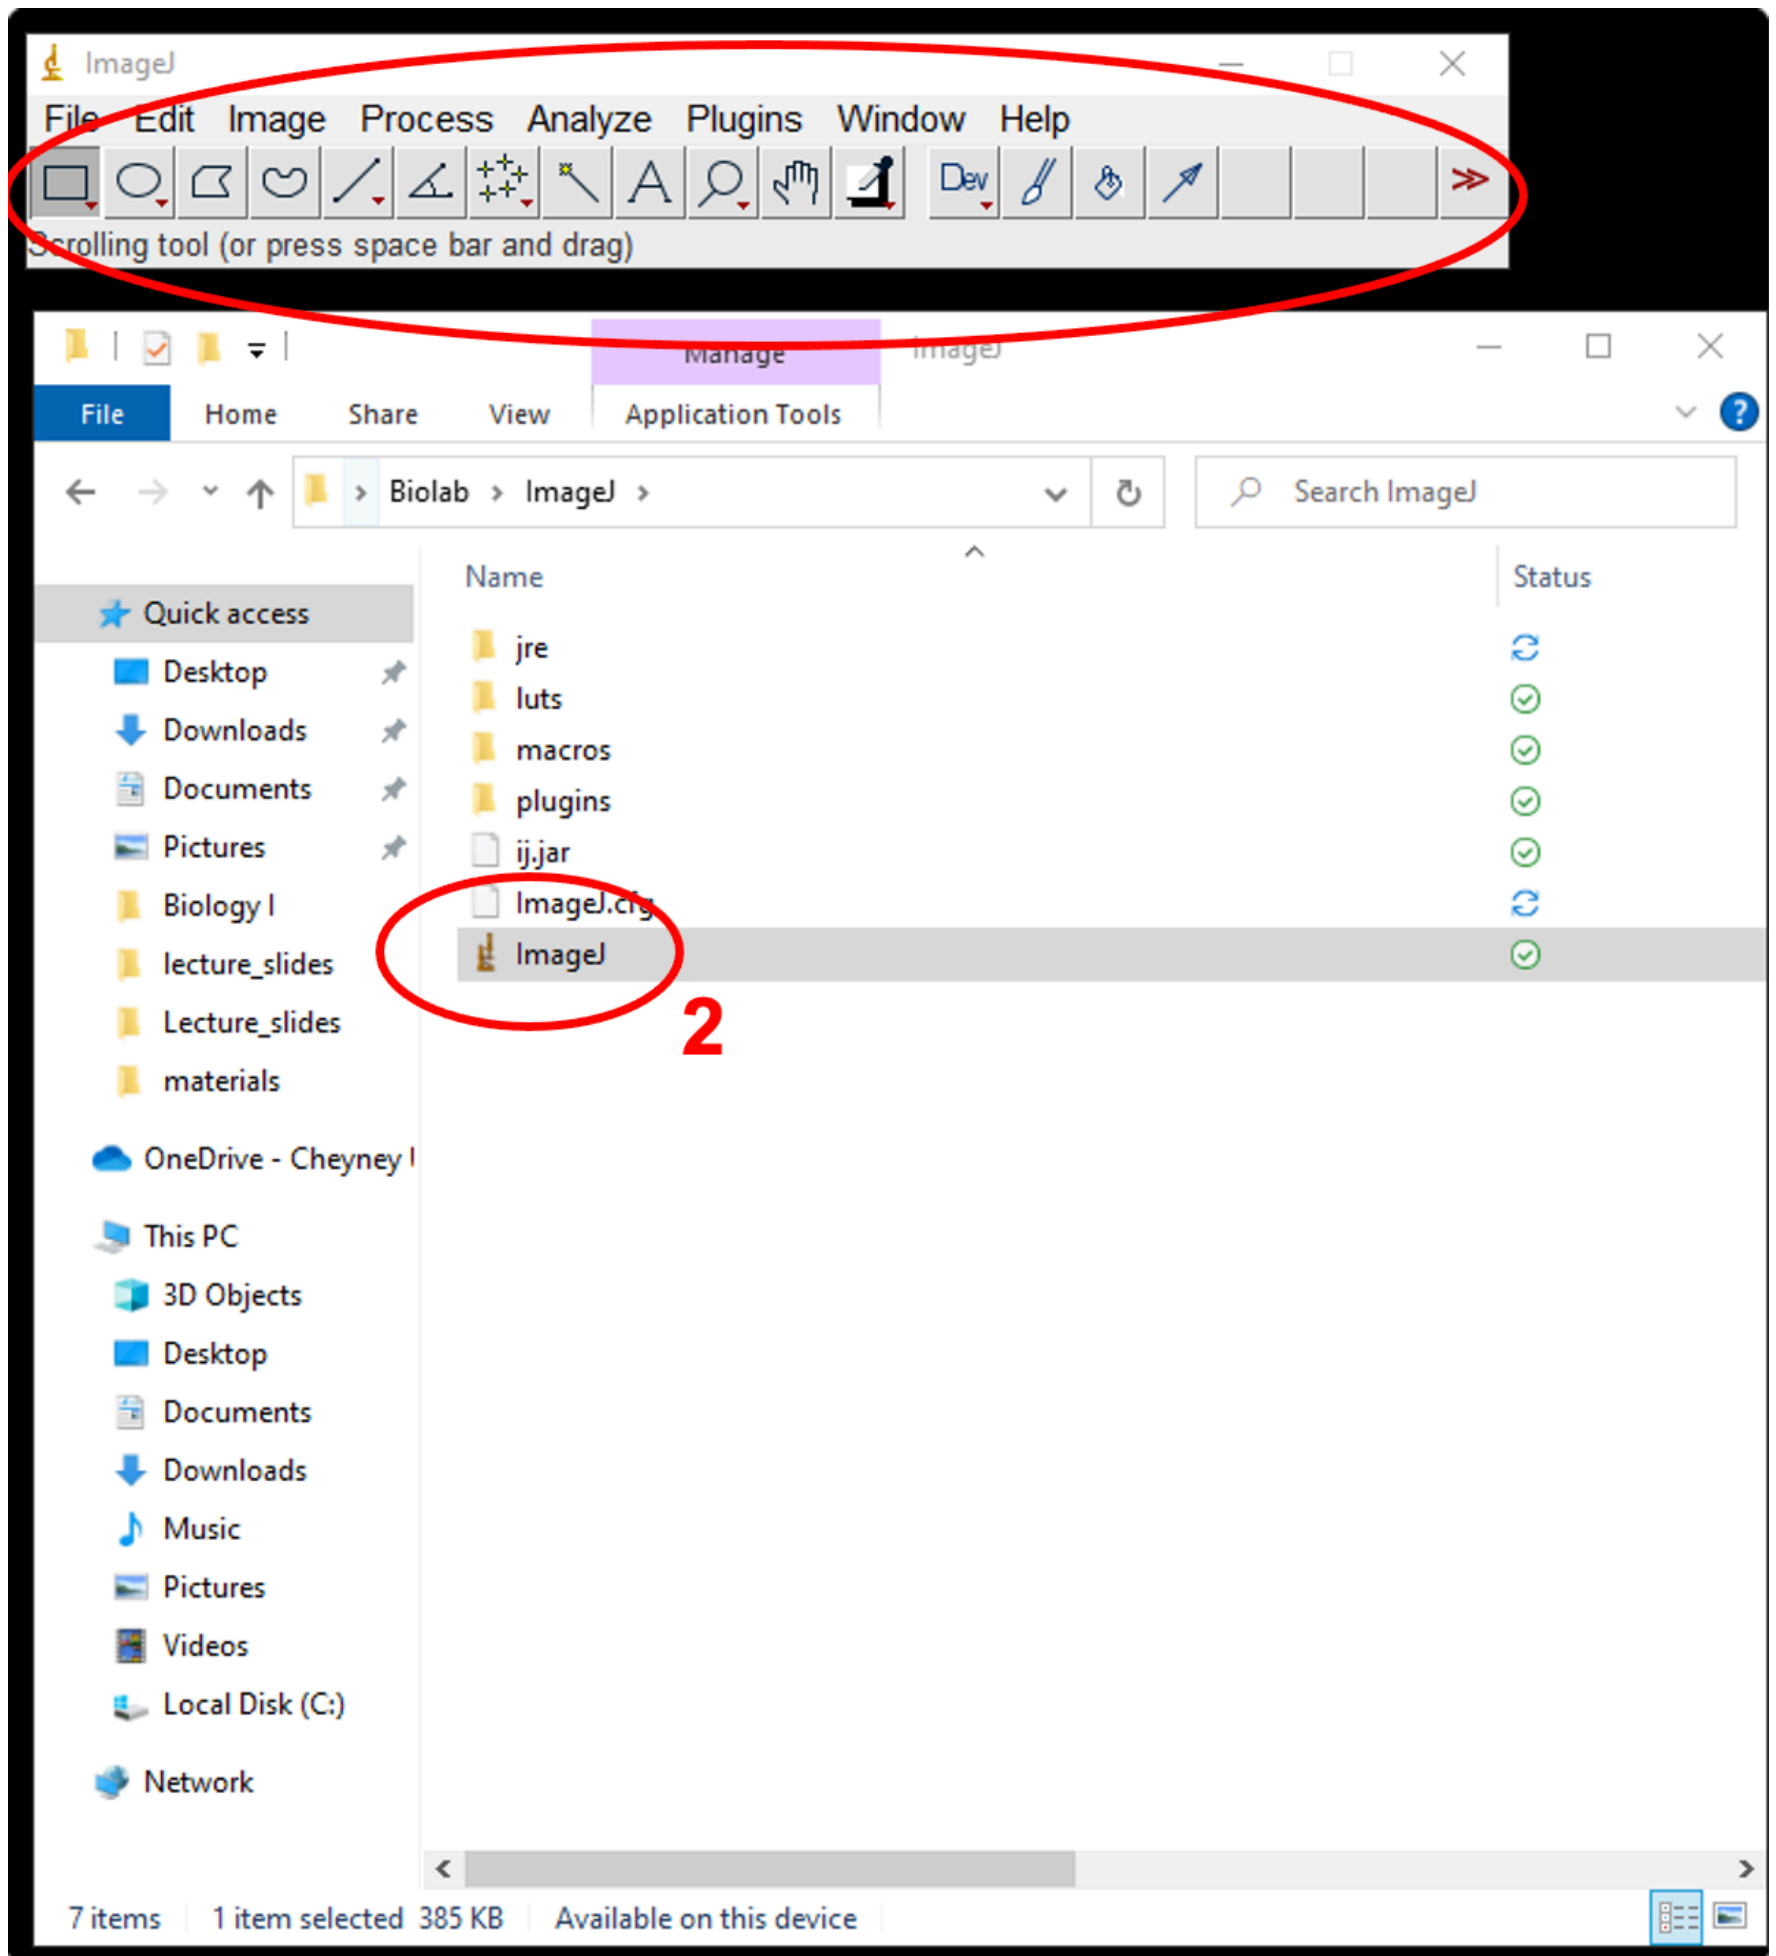 ImageJ
File Edit Image Process Analyze Plugins Window Help
A Dev
Scrolling tool (or press space bar and drag)
Manage ImageJ
File Home Share View Application Tools ?
Biolab ImageJ Search ImageJ
Name Status
Quick access
Desktop
Downloads
Documents
Pictures
Biology I
lecture_slides
Lecture_slides
materials
OneDrive - Cheyney
This PC
3D Objects
Desktop
Documents
Downloads
Music
Pictures
Videos
Local Disk (C:)
Network
jre
luts
macros
plugins
ij.jar
ImageJ.cfg
ImageJ
2
7 items 1 item selected 385 KB Available on this device